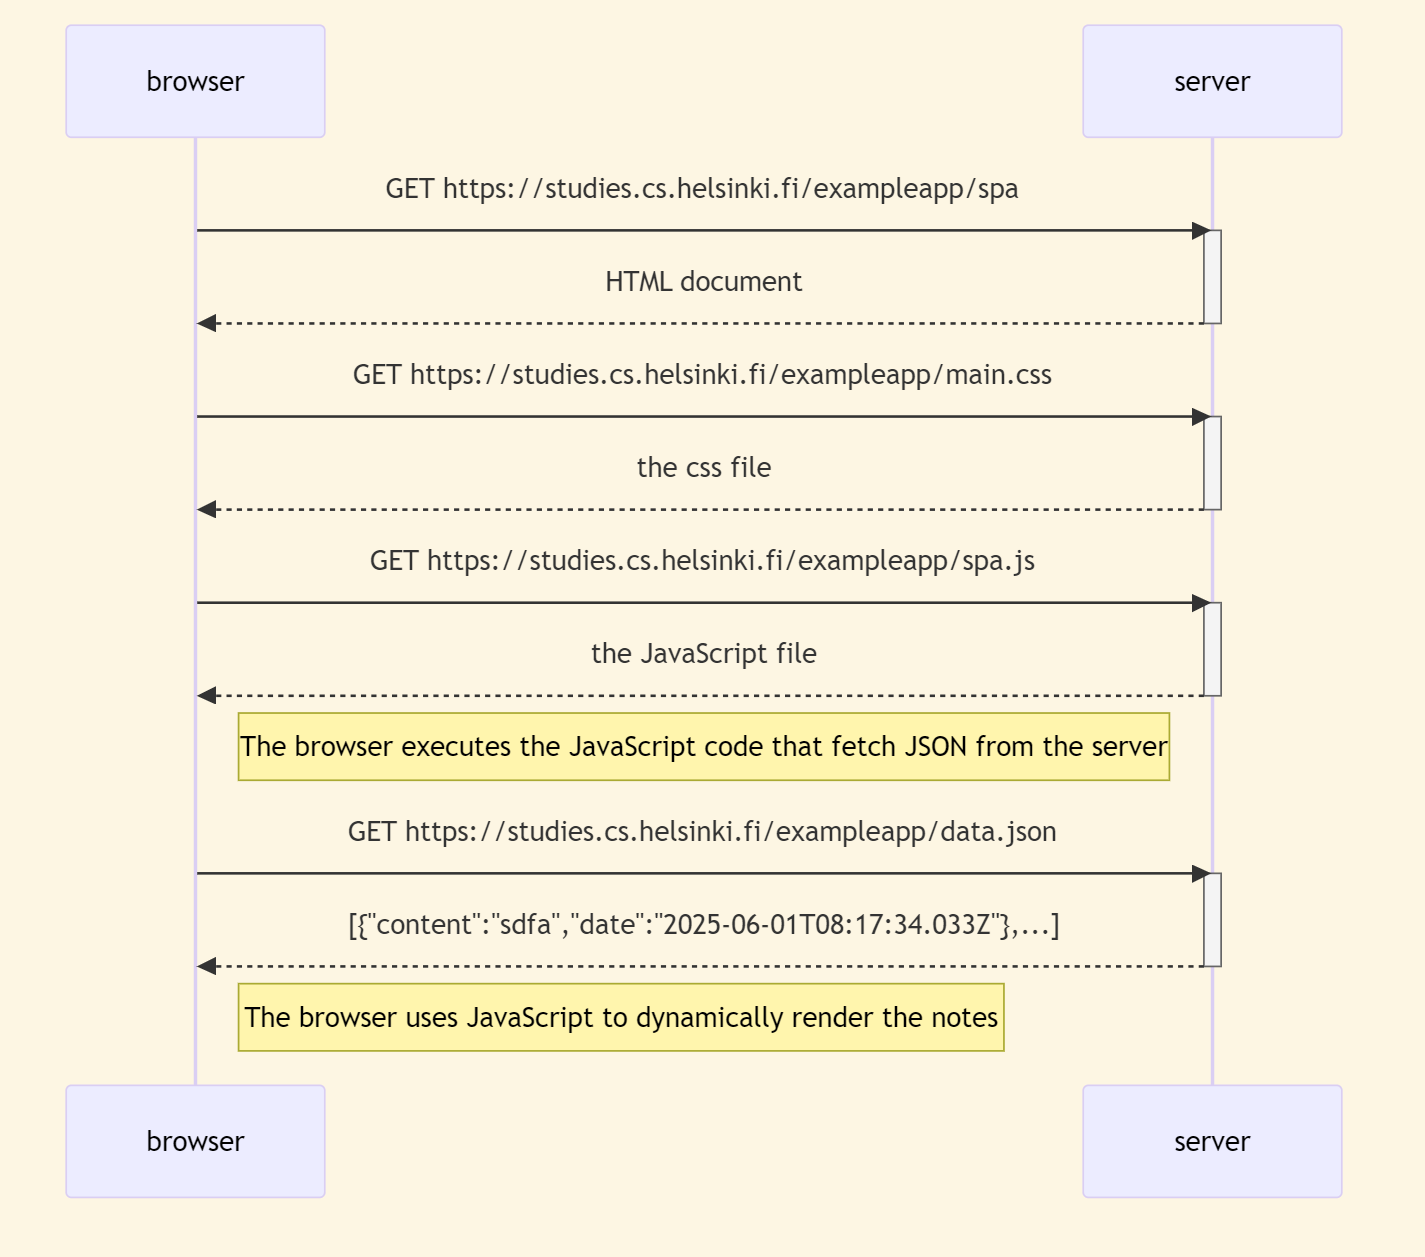 browser
server
GET https://studies.cs.helsinki.fi/exampleapp/spa
HTML document
GET https://studies.cs.helsinki.fi/exampleapp/main.css
the css file
GET https://studies.cs.helsinki.fi/exampleapp/spa.js
the JavaScript file
The browser executes the JavaScript code that fetch JSON from the server
GET https://studies.cs.helsinki.fi/exampleapp/data.json
[{"content":"sdfa","date":"2025-06-01T08:17:34.033Z"},...]
The browser uses JavaScript to dynamically render the notes
browser
server